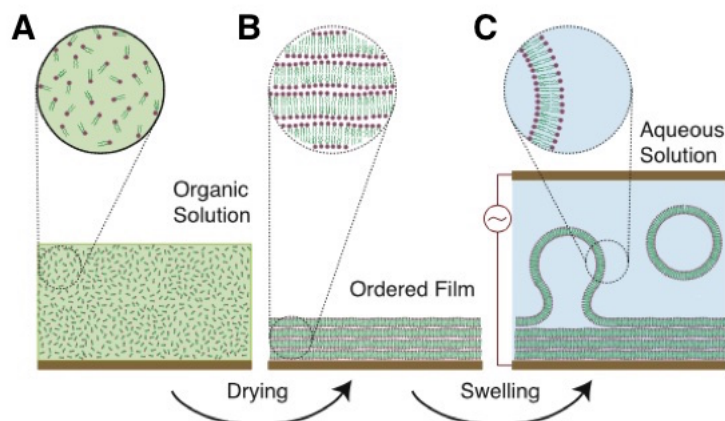 A
B
C
Organic
Solution
Ordered Film
Aqueous
Solution
Drying
Swelling